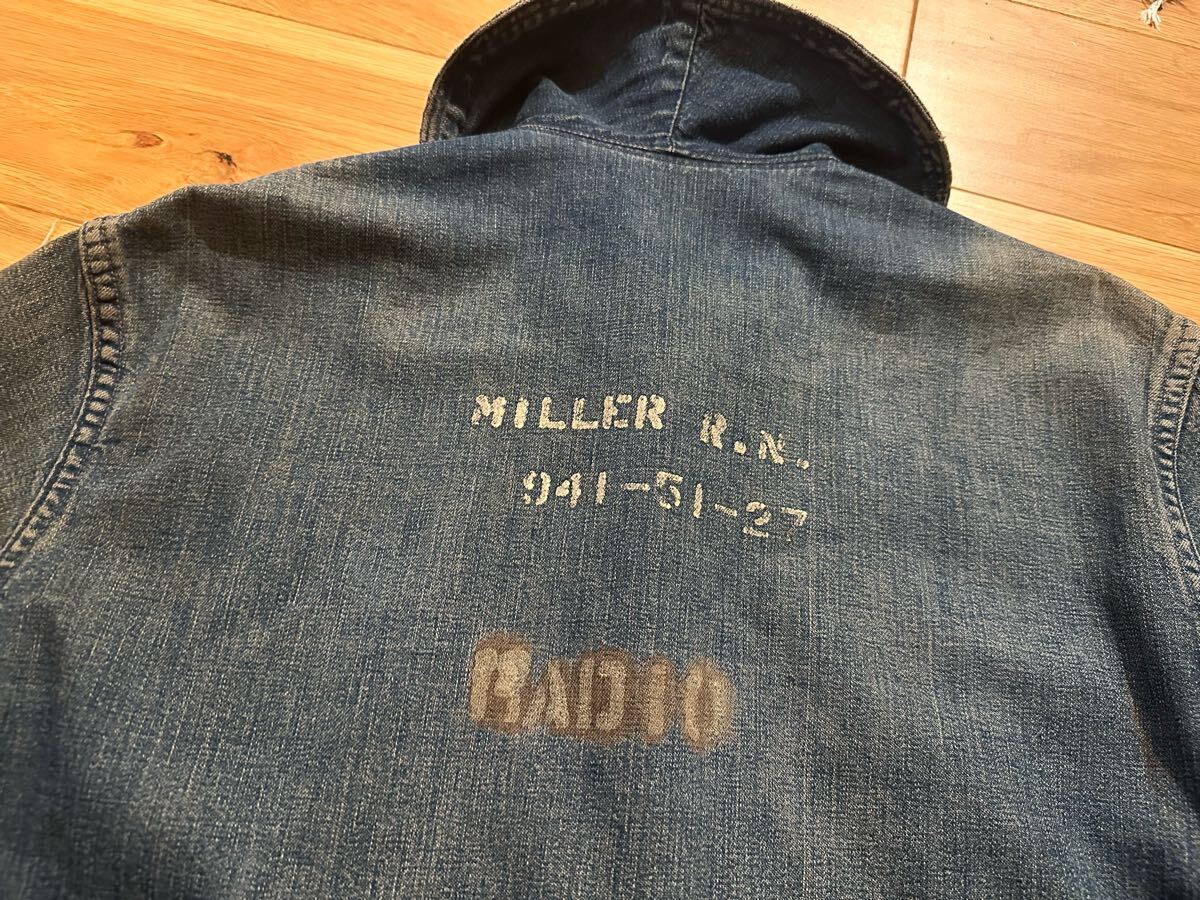 MILLER R.N.
941-51-27
RADIO